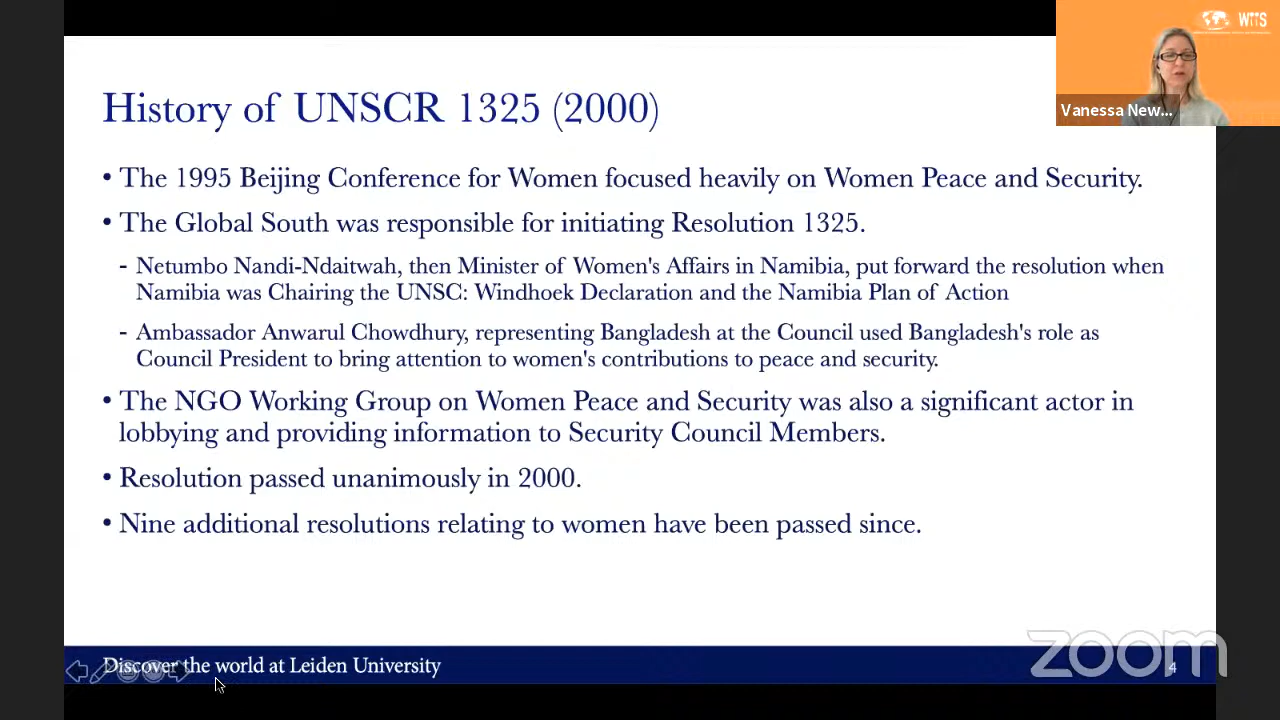 WIIS
Vanessa New...
History of UNSCR 1325 (2000)
• The 1995 Beijing Conference for Women focused heavily on Women Peace and Security.
• The Global South was responsible for initiating Resolution 1325.
- Netumbo Nandi-Ndaitwah, then Minister of Women's Affairs in Namibia, put forward the resolution when
Namibia was Chairing the UNSC: Windhoek Declaration and the Namibia Plan of Action
- Ambassador Anwarul Chowdhury, representing Bangladesh at the Council used Bangladesh's role as
Council President to bring attention to women's contributions to peace and security.
• The NGO Working Group on Women Peace and Security was also a significant actor in
lobbying and providing information to Security Council Members.
• Resolution passed unanimously in 2000.
• Nine additional resolutions relating to women have been passed since.
Discover the world at Leiden University
zoom
4